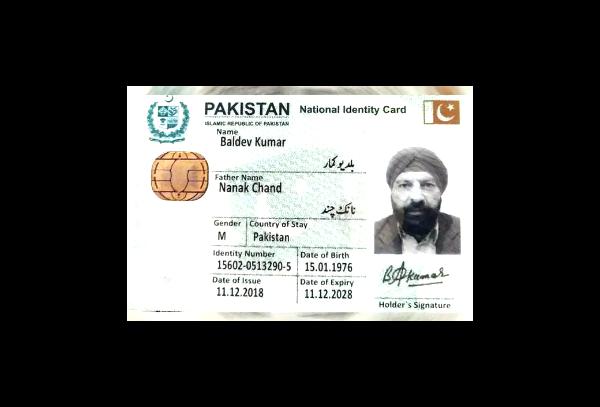 PAKISTAN National Identity Card
ISLAMIC REPUBLIC OF PAKISTAN
Name
Baldev Kumar
بلدیو کمار
Father Name
Nanak Chand
نانک چند
Gender Country of Stay
M Pakistan
Identity Number Date of Birth
15602-0513290-5 15.01.1976
Date of Issue Date of Expiry
11.12.2018 11.12.2028
BAkumar
Holder's Signature